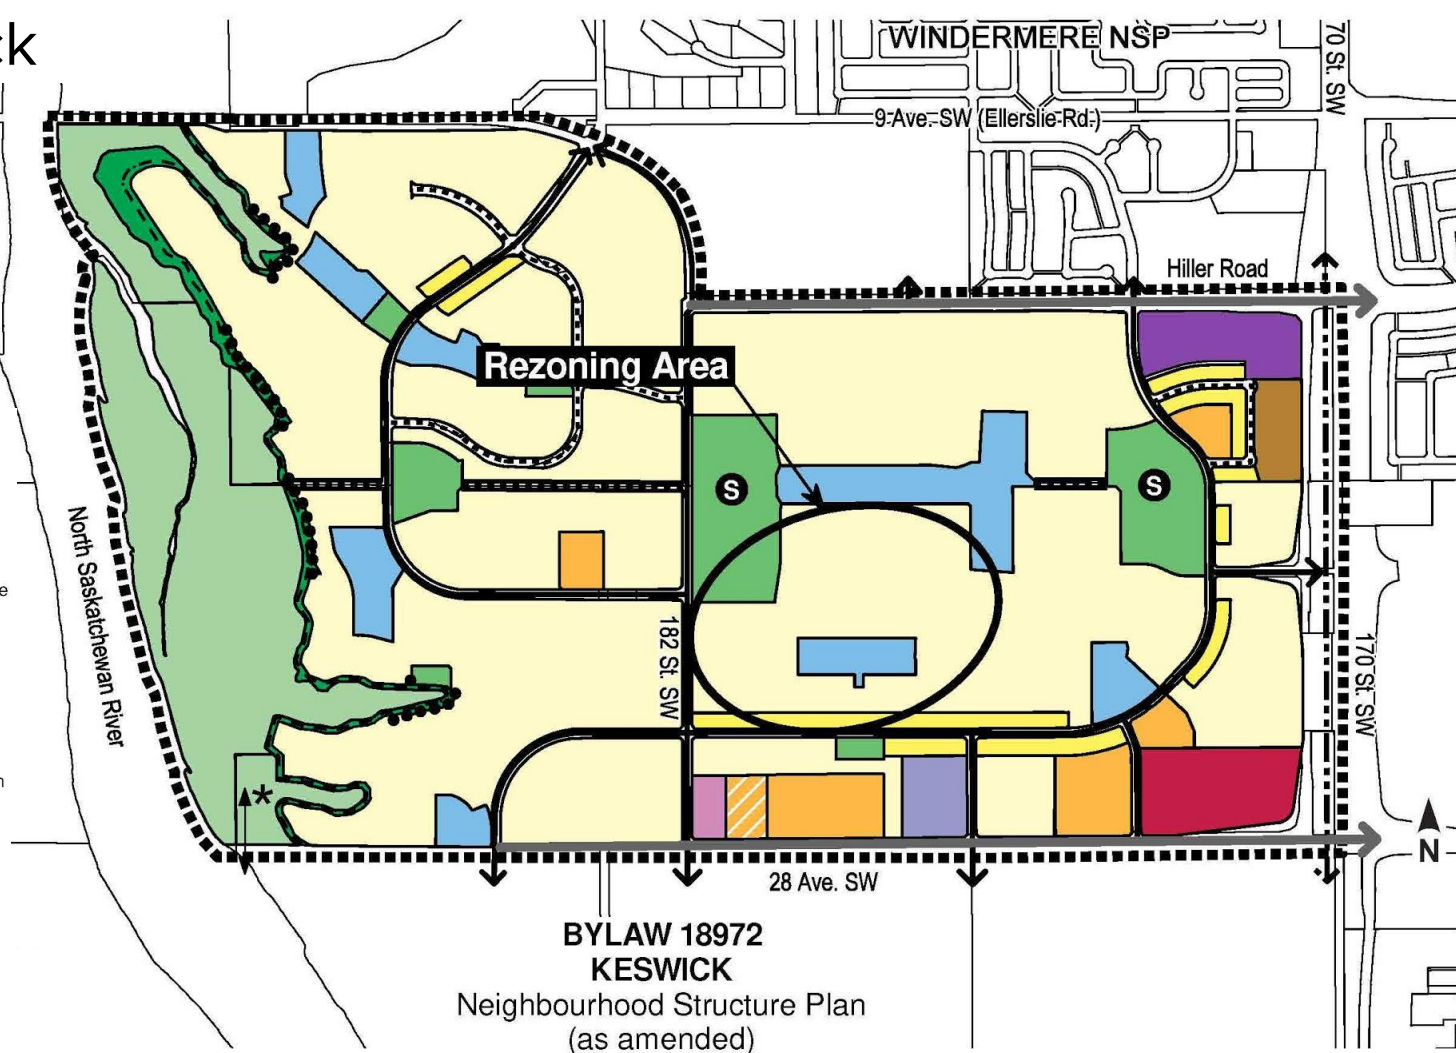 ck
WINDERMERE NSP
70 St. SW
9 Ave. SW (Ellerslie Rd.)
Hiller Road
Rezoning Area
S
S
North Saskatchewan River
e
182 St. SW
170 St. SW
n
*
N
28 Ave. SW
BYLAW 18972
KESWICK
Neighbourhood Structure Plan
(as amended)